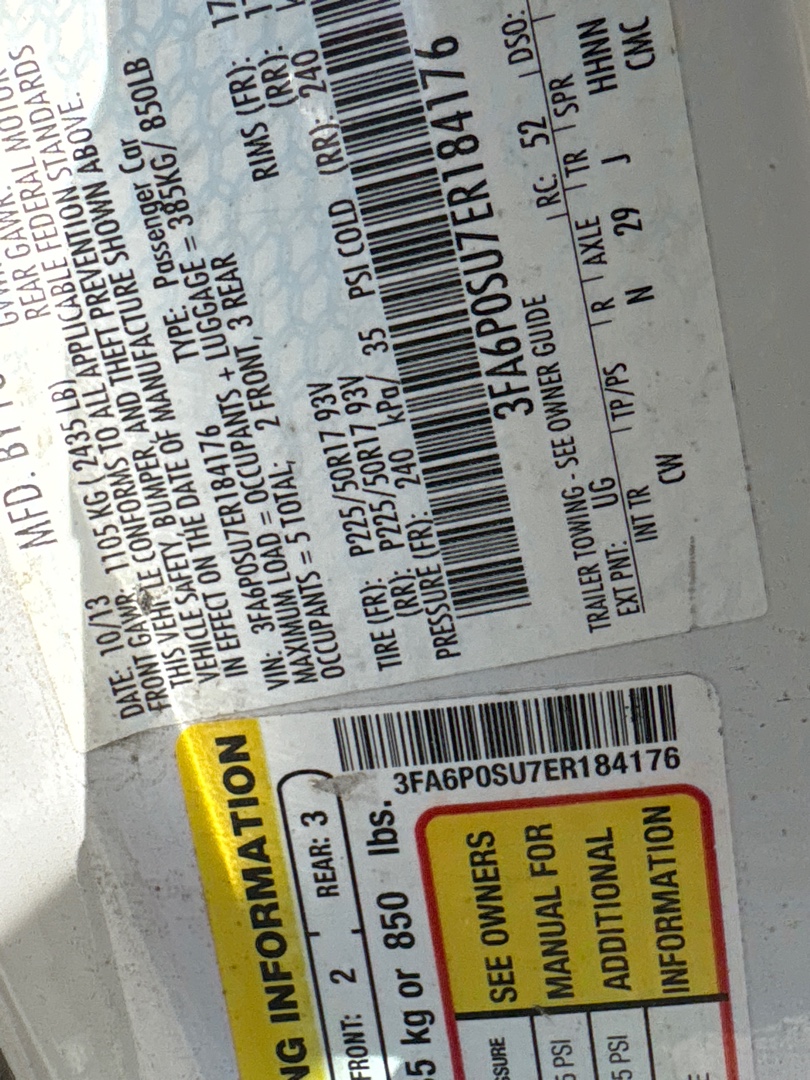 MFD. BY
REAR GAWR:
REAR FEDERAL MOTOR
ABLE FEDERAL STANDARDS
DATE: 10/13
FRONT GAWR: 1105 KG ( 2435 LB)
THIS VEHICLE CONFORMS TO ALL APPLICABLE
VEHICLE SAFETY, BUMPER, AND THEFT PREVENTION STANDARDS
IN EFFECT ON THE DATE OF MANUFACTURE SHOWN ABOVE.
VIN: 3FA6P0SU7ER184176 TYPE: Passenger Car
MAXIMUM LOAD = OCCUPANTS + LUGGAGE = 385KG/ 850LB
OCCUPANTS = 5 TOTAL; 2 FRONT, 3 REAR
RIMS (FR): 17
TIRE (FR): P225/50R17 93V (RR): 17
(RR): P225/50R17 93V
PRESSURE (FR): 240 kPa/ 35 PSI COLD (RR): 240
3FA6P0SU7ER184176
TRAILER TOWING - SEE OWNER GUIDE RC: 52 DSO:
EXT PNT: UG
INT TR TP/PS R AXLE TR SPR
CW N 29 J HHNN
CMC
NG INFORMATION
FRONT: 2 REAR: 3
5 kg or 850 lbs.
3FA6P0SU7ER184176
SEE OWNERS
MANUAL FOR
ADDITIONAL
INFORMATION
SSURE
5 PSI
5 PSI